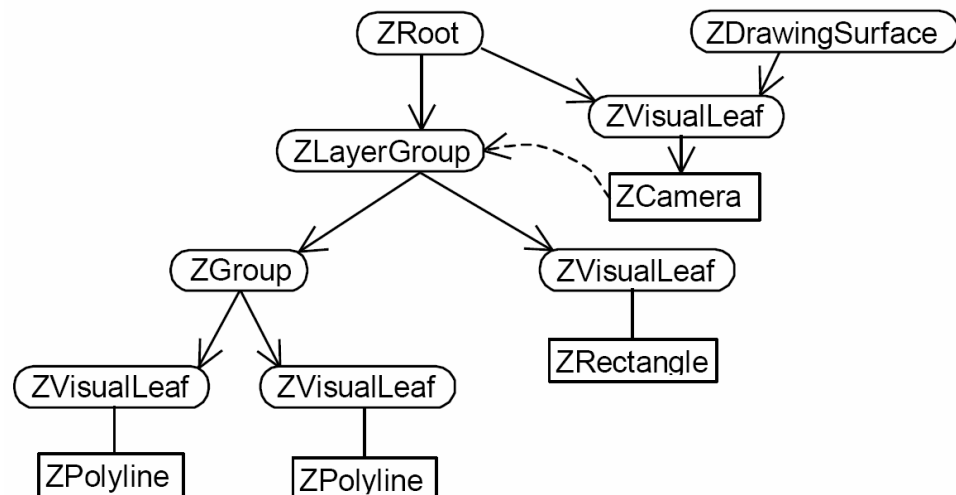 ZRoot
ZDrawingSurface
ZVisualLeaf
ZLayerGroup
ZCamera
ZGroup
ZVisualLeaf
ZRectangle
ZVisualLeaf
ZVisualLeaf
ZPolyline
ZPolyline